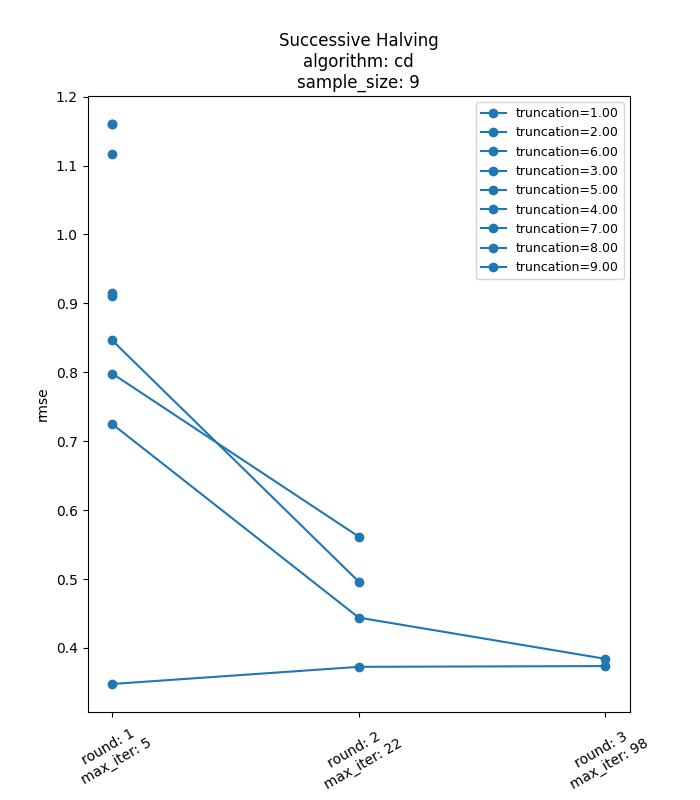 Successive Halving
algorithm: cd
sample_size: 9
1.2
1.1
1.0
0.9
0.8
0.7
0.6
0.5
0.4
rmse
truncation=1.00
truncation=2.00
truncation=6.00
truncation=3.00
truncation=5.00
truncation=4.00
truncation=7.00
truncation=8.00
truncation=9.00
round: 1
max_iter: 5
round: 2
max_iter: 22
round: 3
max_iter: 98